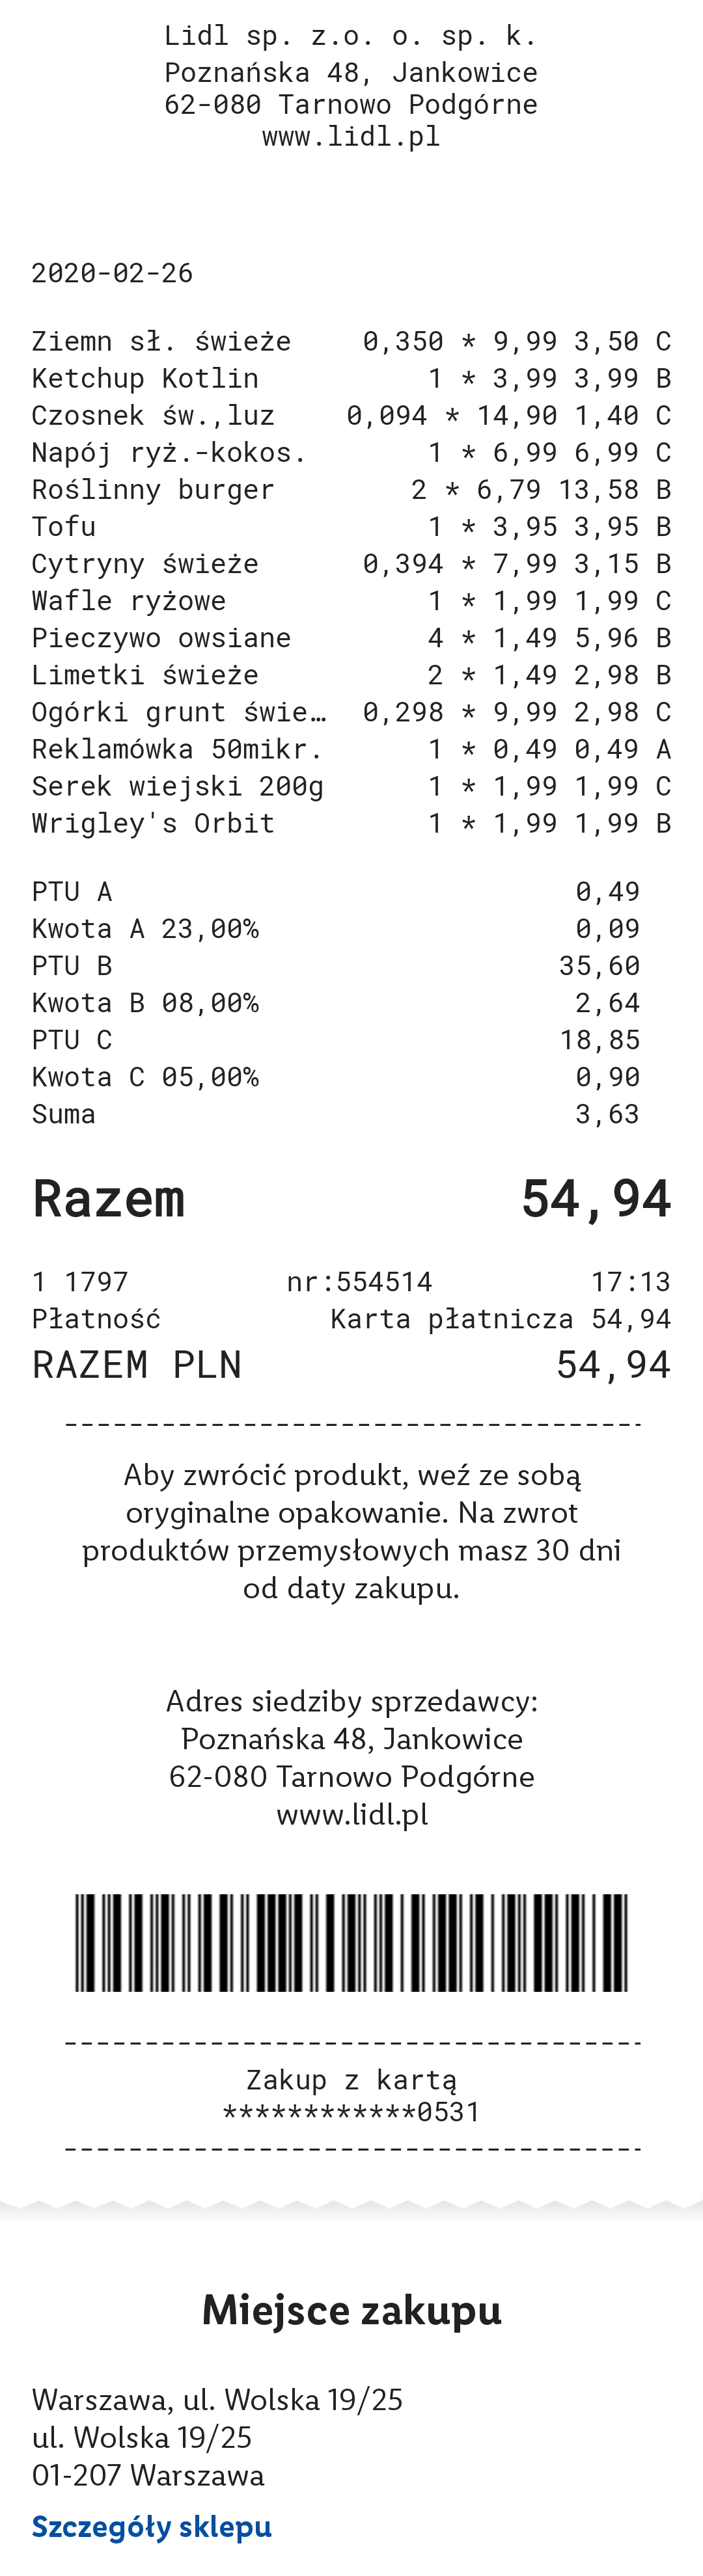 Lidl sp. z.o. o. sp. k.
Poznańska 48, Jankowice
62-080 Tarnowo Podgórne
www.lidl.pl
2020-02-26
Ziemn sł. świeże 0,350 * 9,99 3,50 C
Ketchup Kotlin 1 * 3,99 3,99 B
Czosnek św.,luz 0,094 * 14,90 1,40 C
Napój ryż.-kokos. 1 * 6,99 6,99 C
Roślinny burger 2 * 6,79 13,58 B
Tofu 1 * 3,95 3,95 B
Cytryny świeże 0,394 * 7,99 3,15 B
Wafle ryżowe 1 * 1,99 1,99 C
Pieczywo owsiane 4 * 1,49 5,96 B
Limetki świeże 2 * 1,49 2,98 B
Ogórki grunt świe… 0,298 * 9,99 2,98 C
Reklamówka 50mikr. 1 * 0,49 0,49 A
Serek wiejski 200g 1 * 1,99 1,99 C
Wrigley's Orbit 1 * 1,99 1,99 B
PTU A 0,49
Kwota A 23,00% 0,09
PTU B 35,60
Kwota B 08,00% 2,64
PTU C 18,85
Kwota C 05,00% 0,90
Suma 3,63
Razem 54,94
1 1797 nr:554514 17:13
Płatność Karta płatnicza 54,94
RAZEM PLN 54,94
Aby zwrócić produkt, weź ze sobą
oryginalne opakowanie. Na zwrot
produktów przemysłowych masz 30 dni
od daty zakupu.
Adres siedziby sprzedawcy:
Poznańska 48, Jankowice
62-080 Tarnowo Podgórne
www.lidl.pl
Zakup z kartą
************0531
Miejsce zakupu
Warszawa, ul. Wolska 19/25
ul. Wolska 19/25
01-207 Warszawa
Szczegóły sklepu